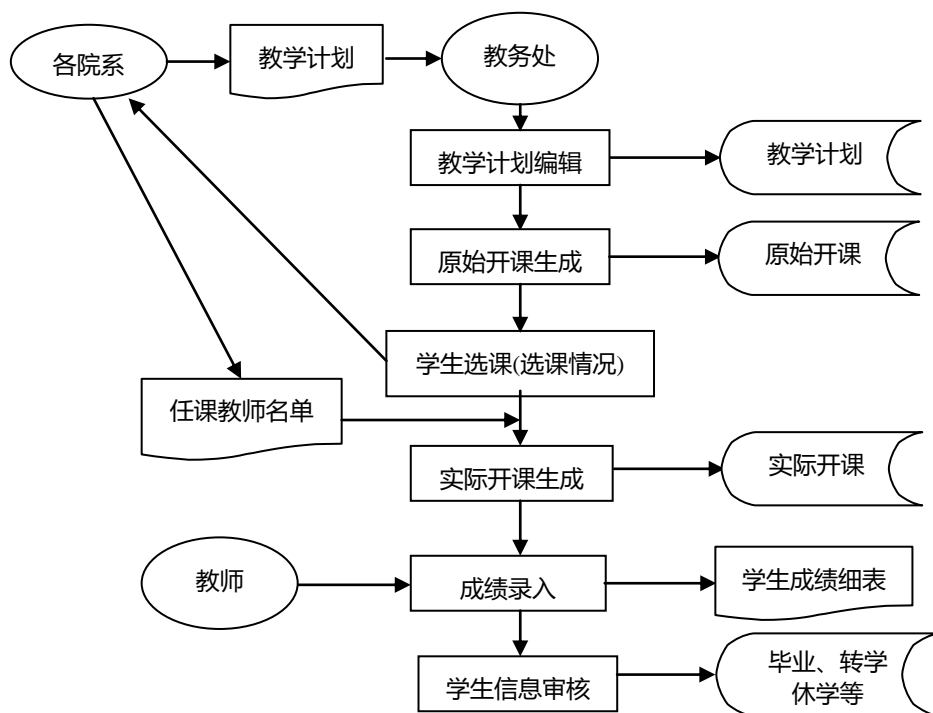 各院系
教学计划
教务处
教学计划编辑
教学计划
原始开课生成
原始开课
学生选课(选课情况)
任课教师名单
实际开课生成
实际开课
教师
成绩录入
学生成绩细表
学生信息审核
毕业、转学
休学等